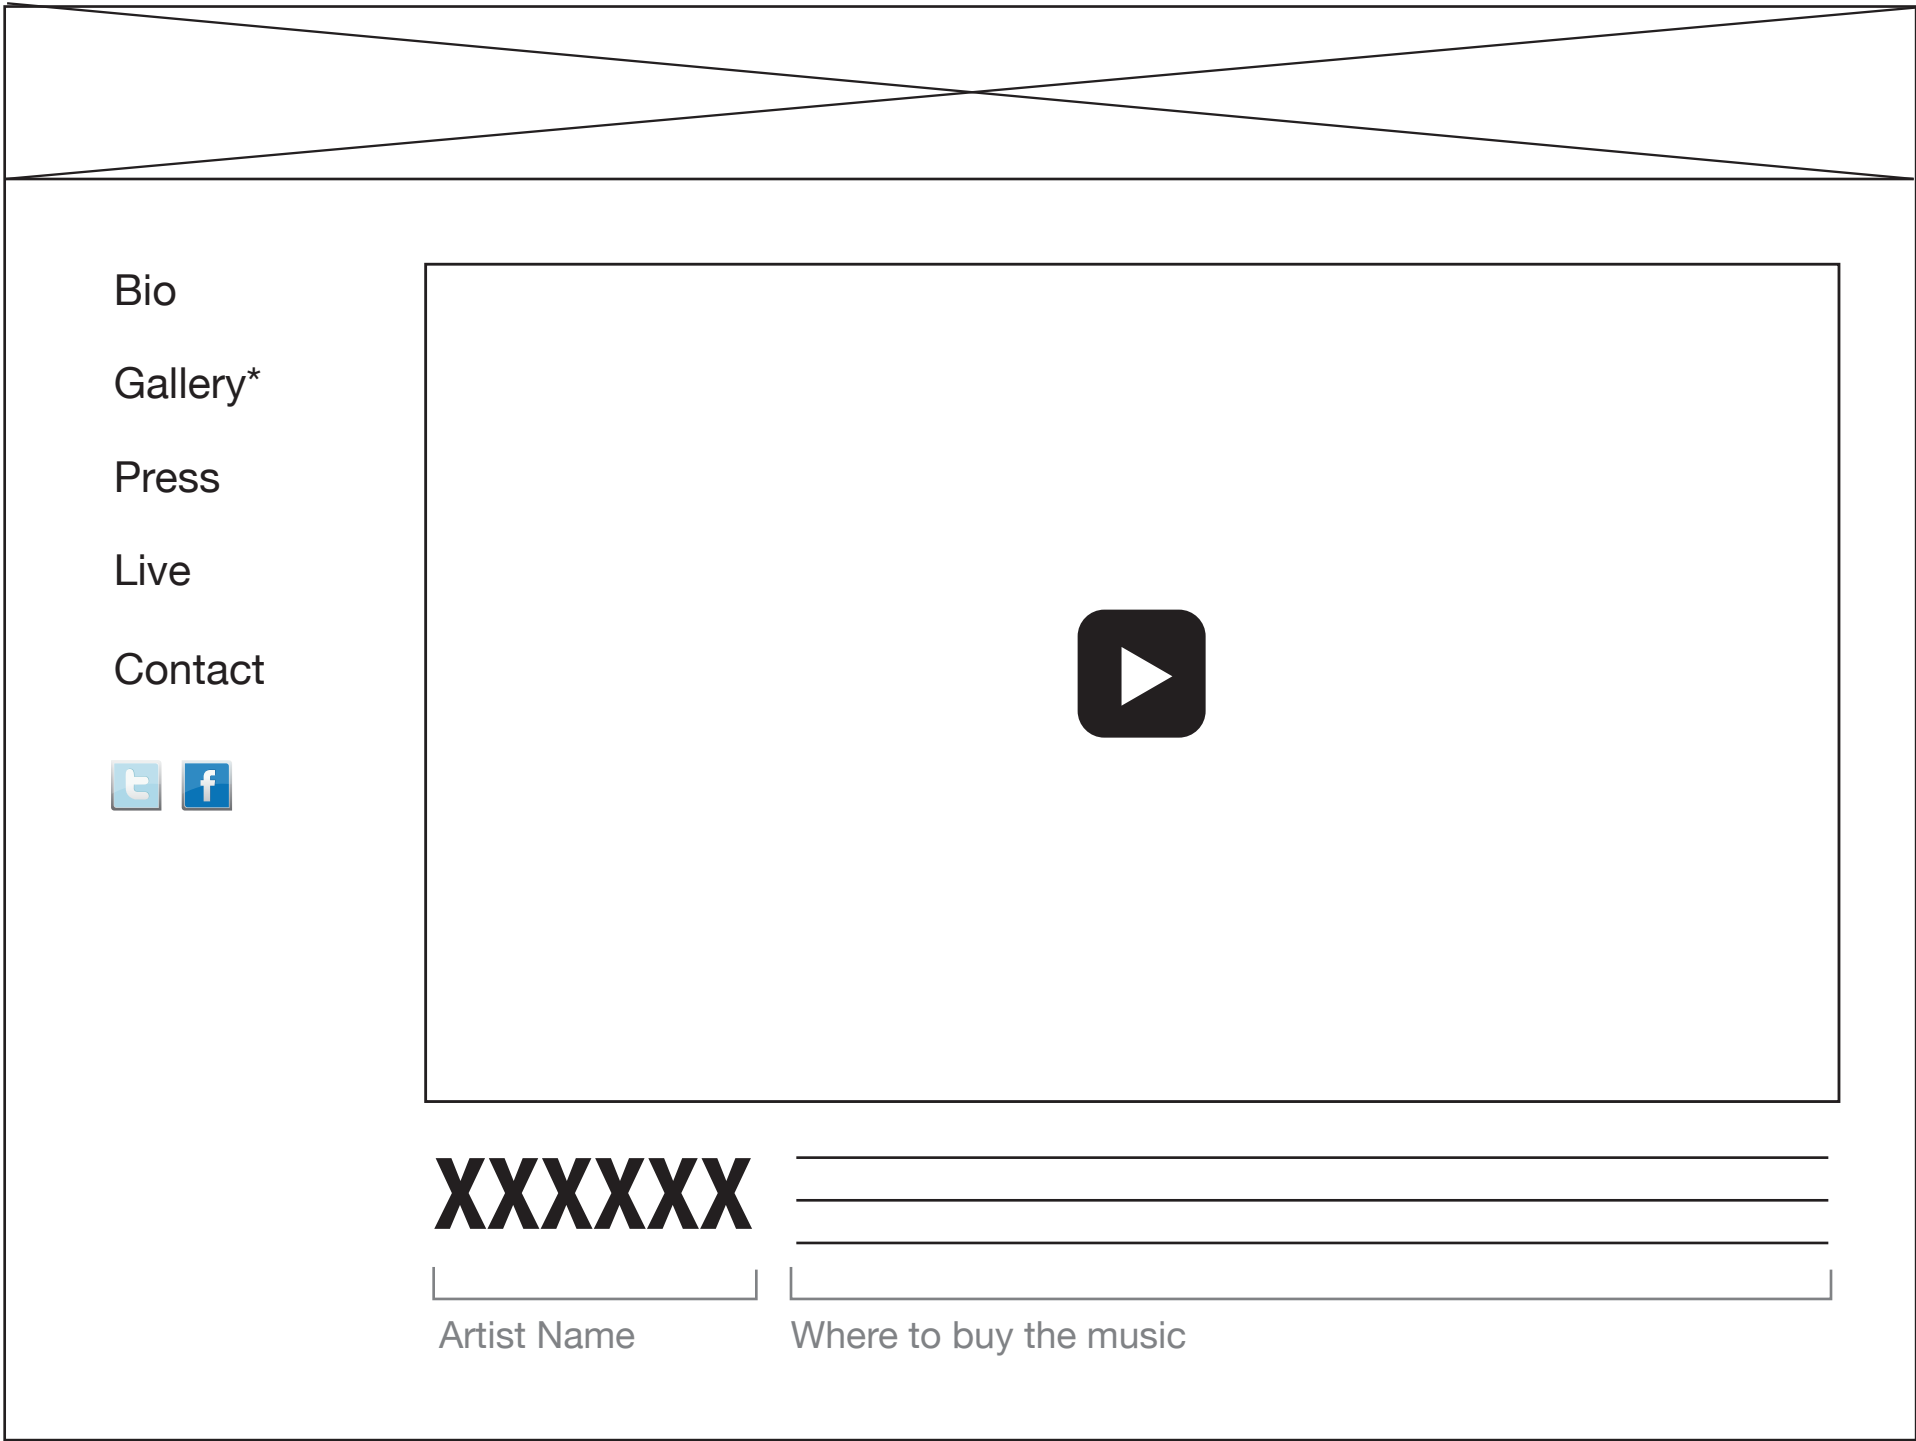 Bio
Gallery*
Press
Live
Contact
t f
XXXXXX
Artist Name
Where to buy the music